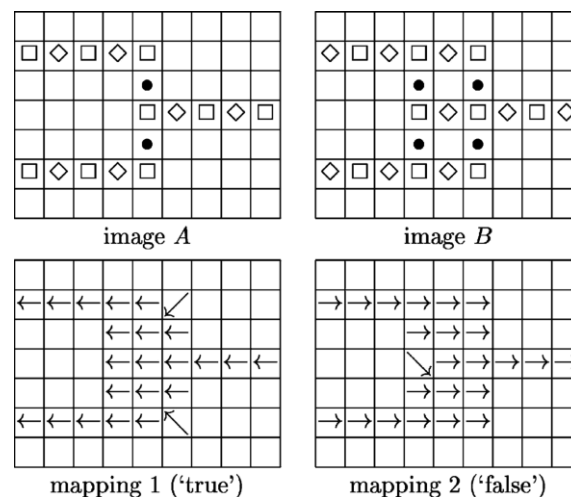 image A
image B
mapping 1 (‘true’)
mapping 2 (‘false’)